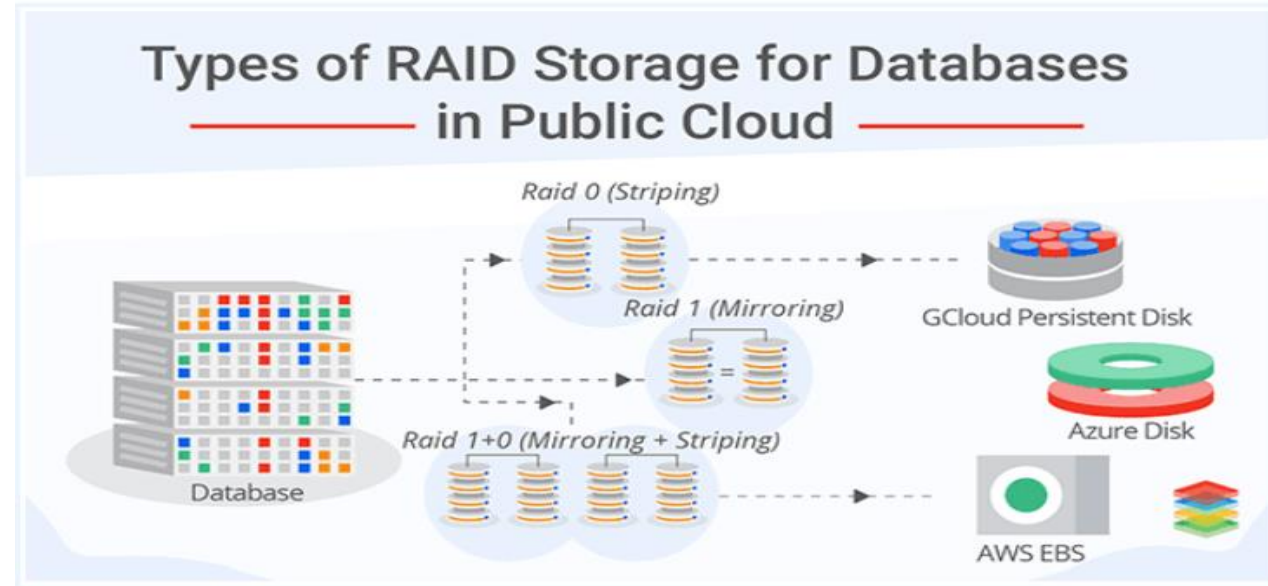 Types of RAID Storage for Databases
in Public Cloud
Raid 0 (Striping)
Raid 1 (Mirroring)
GCloud Persistent Disk
=
Azure Disk
Raid 1+0 (Mirroring + Striping)
Database
AWS EBS